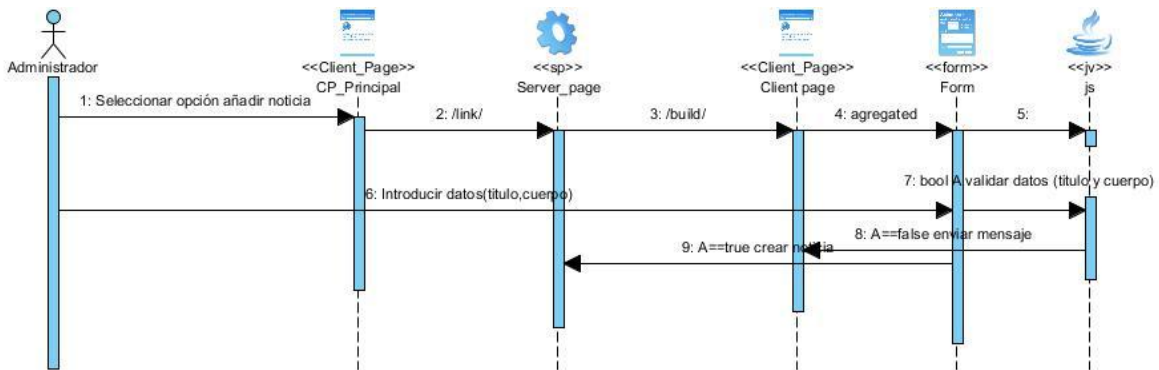 Administrador
<<Client_Page>>
CP_Principal
<<sp>>
Server_page
<<Client_Page>>
Client page
<<form>>
Form
<<jv>>
js
1: Seleccionar opción añadir noticia
2: /link/
3: /build/
4: agregated
5:
6: Introducir datos(titulo,cuerpo)
7: bool A validar datos (titulo y cuerpo)
8: A==false enviar mensaje
9: A==true crear noticia